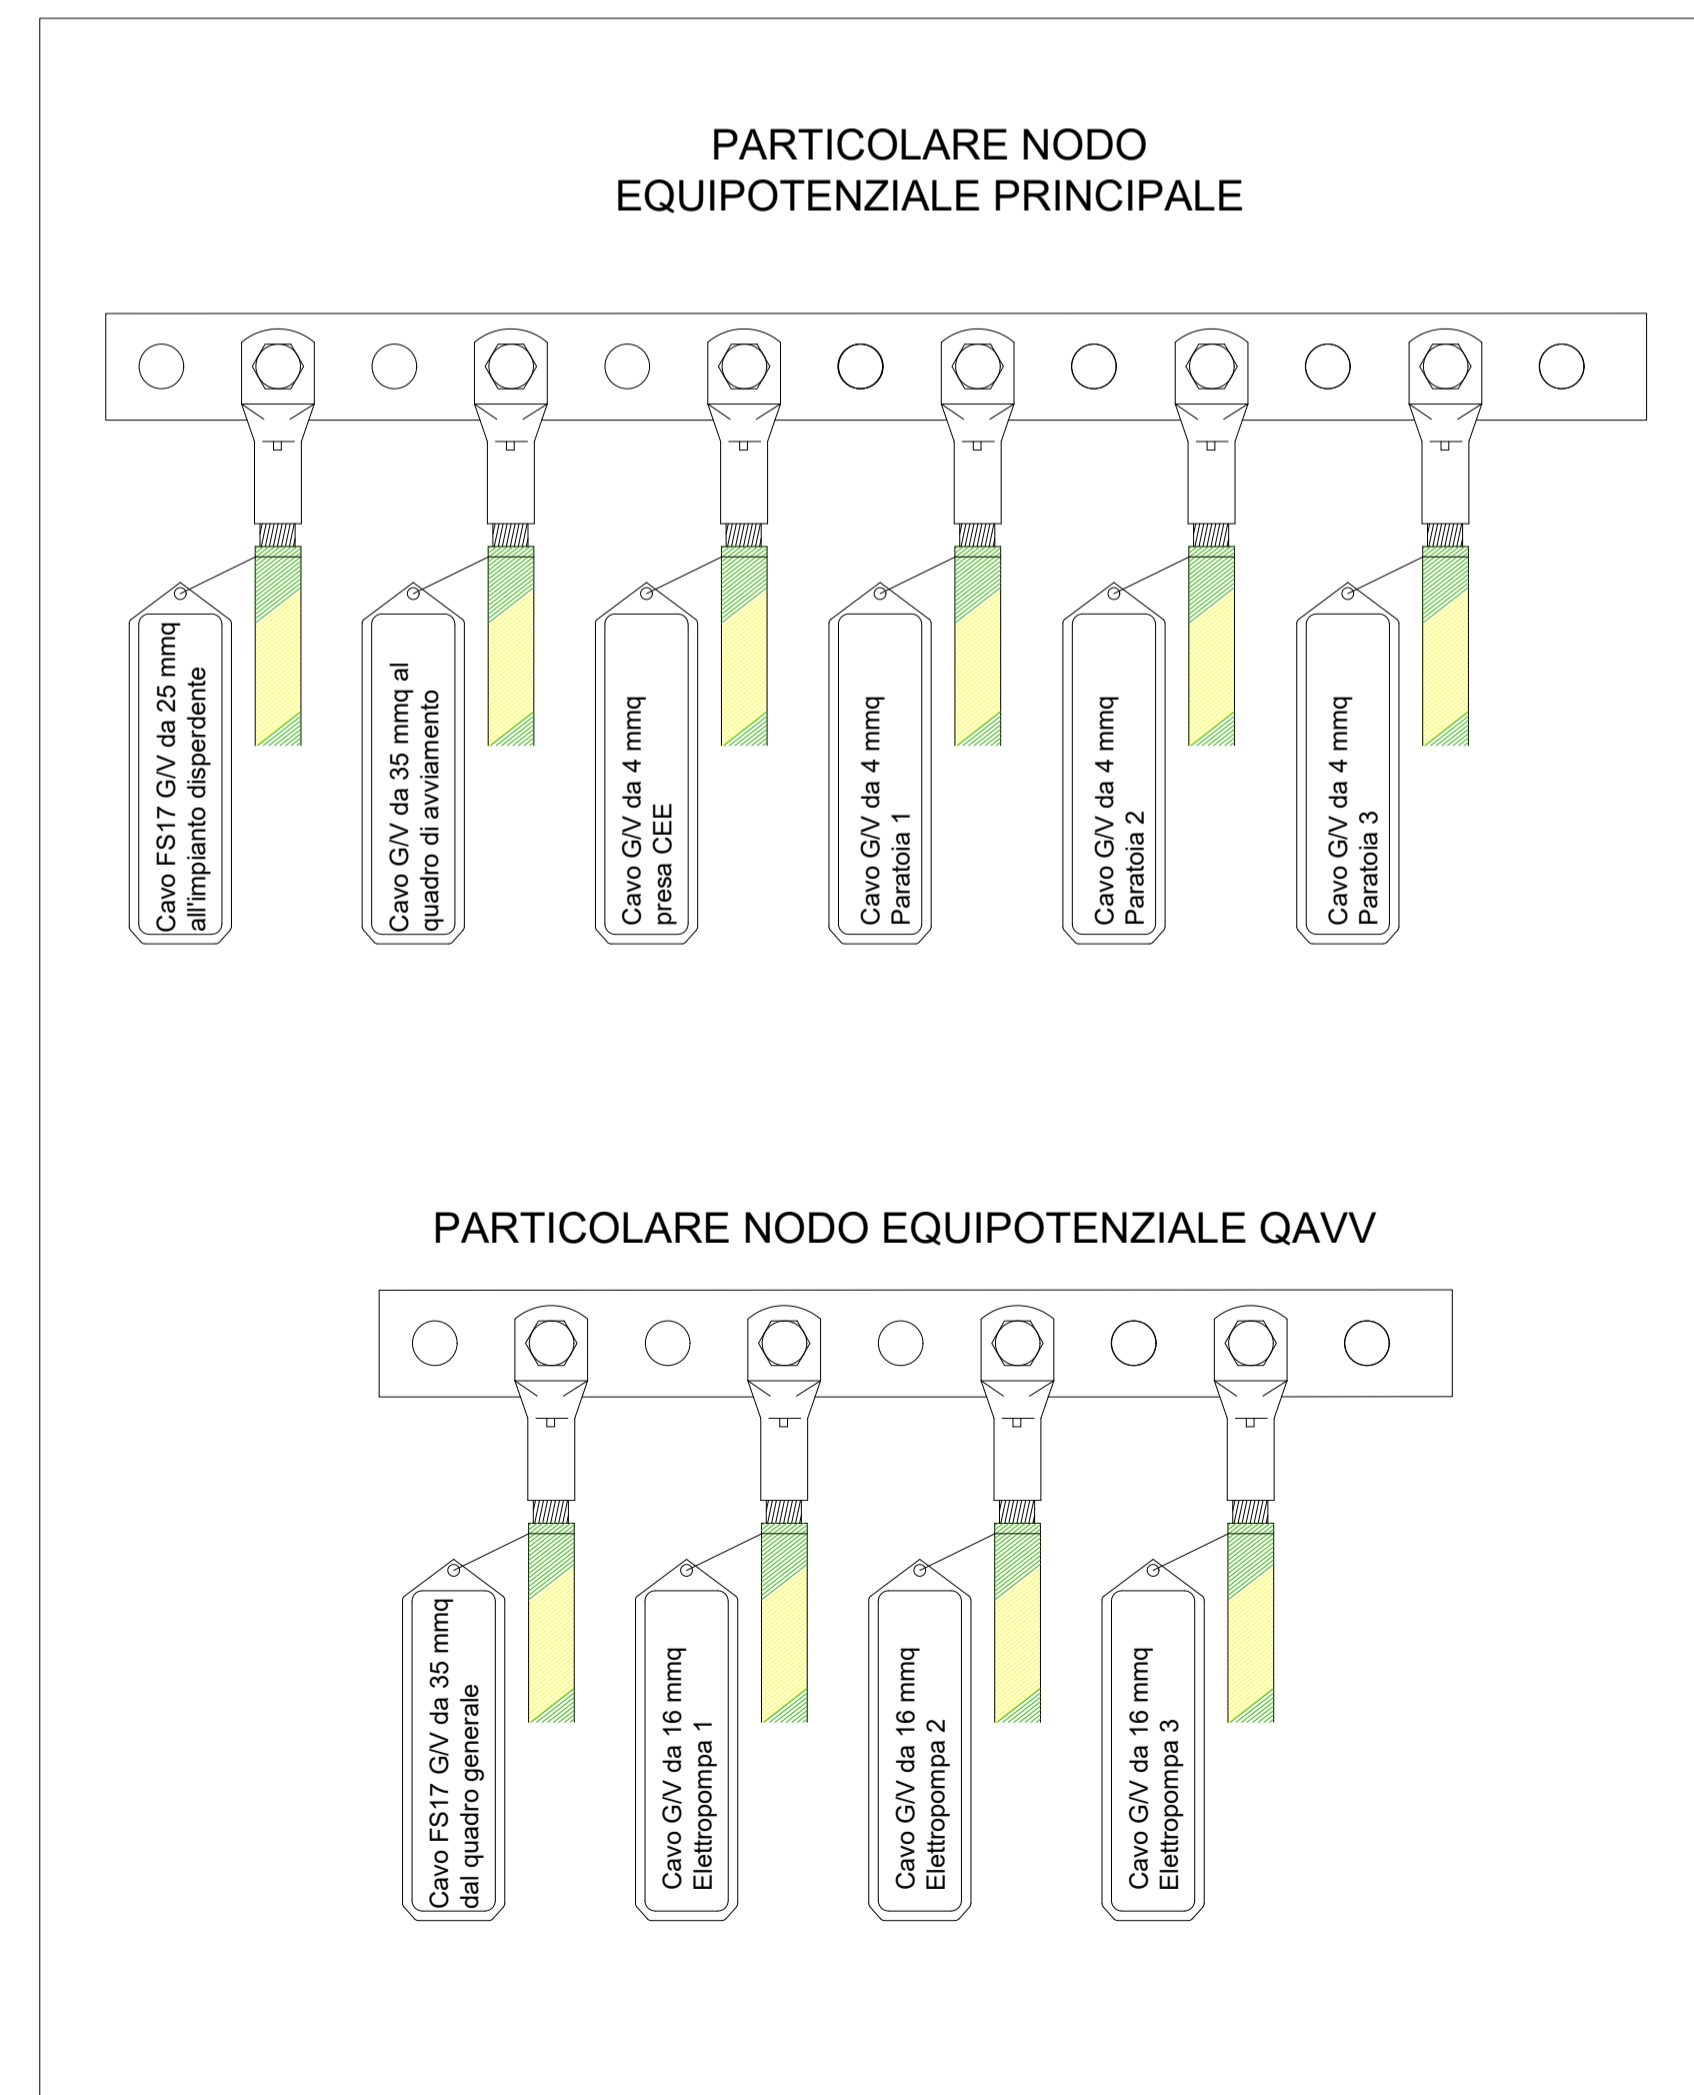 PARTICOLARE NODO
EQUIPOTENZIALE PRINCIPALE
Cavo FS17 G/V da 25 mmq
all'impianto disperdente
Cavo G/V da 35 mmq al
quadro di avviamento
Cavo G/V da 4 mmq
presa CEE
Cavo G/V da 4 mmq
Paratoia 1
Cavo G/V da 4 mmq
Paratoia 2
Cavo G/V da 4 mmq
Paratoia 3
PARTICOLARE NODO EQUIPOTENZIALE QAVV
Cavo FS17 G/V da 35 mmq
dal quadro generale
Cavo G/V da 16 mmq
Elettropompa 1
Cavo G/V da 16 mmq
Elettropompa 2
Cavo G/V da 16 mmq
Elettropompa 3